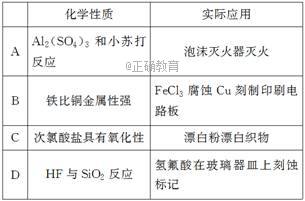 化学性质 实际应用
A Al₂(SO₄)₃ 和小苏打反应 泡沫灭火器灭火
@正确教育
B 铁比铜金属性强 FeCl₃ 腐蚀 Cu 刻制印刷电路板
C 次氯酸盐具有氧化性 漂白粉漂白织物
D HF 与 SiO₂ 反应 氢氟酸在玻璃器皿上刻蚀标记